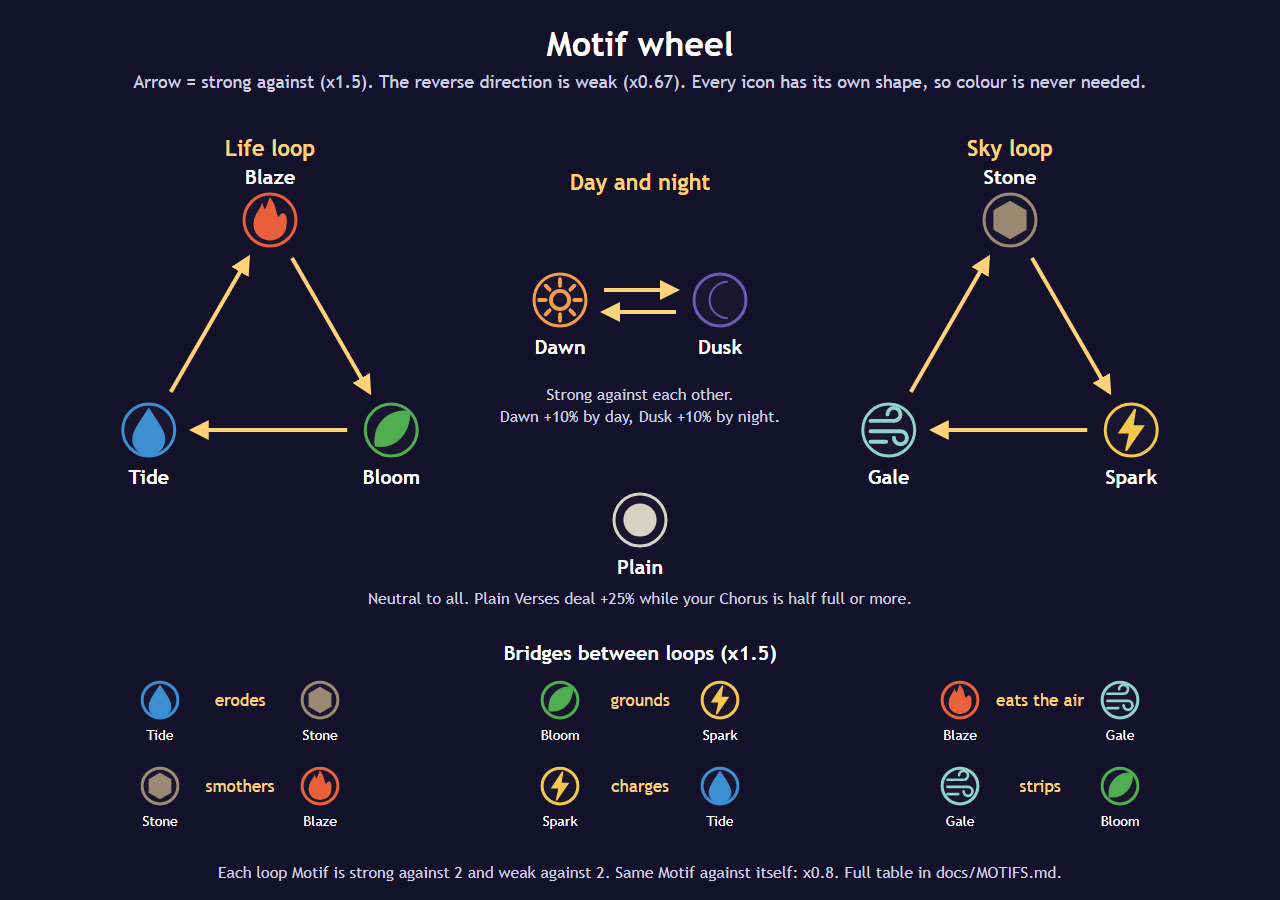 Motif wheel
Arrow = strong against (x1.5). The reverse direction is weak (x0.67). Every icon has its own shape, so colour is never needed.
Life loop
Blaze
Tide
Bloom
Day and night
Dawn
Dusk
Strong against each other.
Dawn +10% by day, Dusk +10% by night.
Sky loop
Stone
Gale
Spark
Plain
Neutral to all. Plain Verses deal +25% while your Chorus is half full or more.
Bridges between loops (x1.5)
erodes
Tide
Stone
grounds
Bloom
Spark
eats the air
Blaze
Gale
smothers
Stone
Blaze
charges
Spark
Tide
strips
Gale
Bloom
Each loop Motif is strong against 2 and weak against 2. Same Motif against itself: x0.8. Full table in docs/MOTIFS.md.